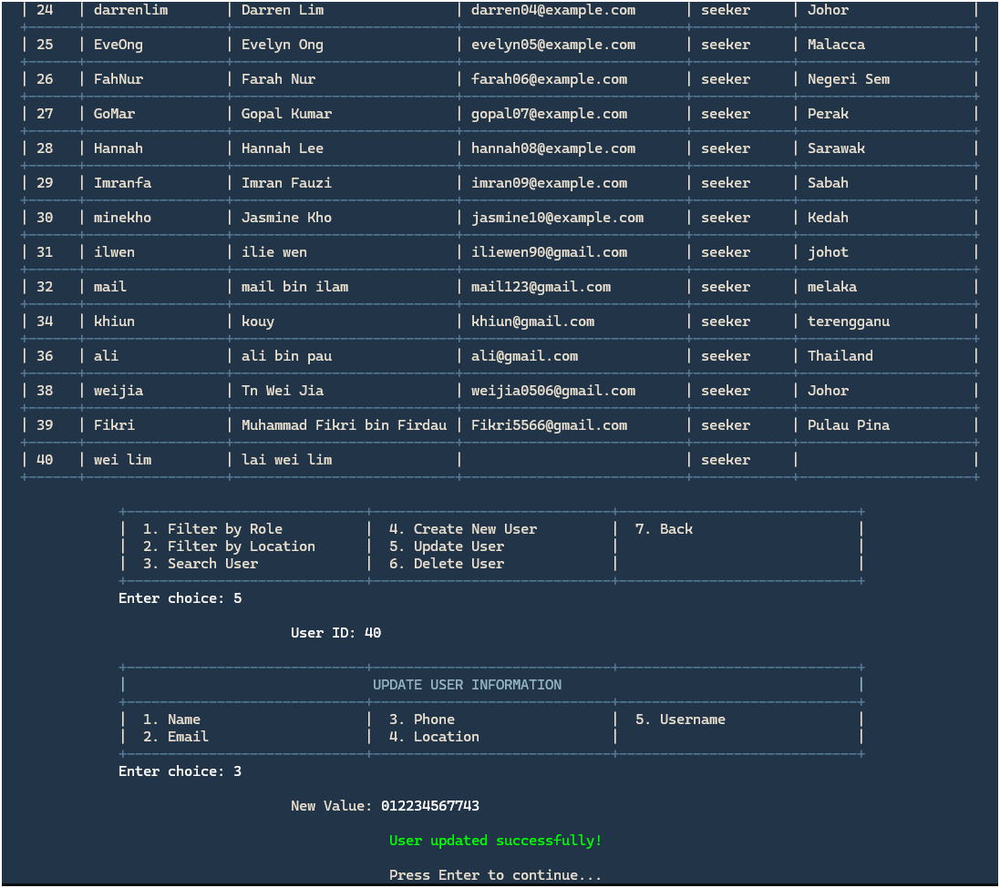 | 24 | darrenlim | Darren Lim | darren04@example.com | seeker | Johor |
| 25 | EveOng | Evelyn Ong | evelyn05@example.com | seeker | Malacca |
| 26 | FahNur | Farah Nur | farah06@example.com | seeker | Negeri Sem |
| 27 | GoMar | Gopal Kumar | gopal07@example.com | seeker | Perak |
| 28 | Hannah | Hannah Lee | hannah08@example.com | seeker | Sarawak |
| 29 | Imranfa | Imran Fauzi | imran09@example.com | seeker | Sabah |
| 30 | minekho | Jasmine Kho | jasmine10@example.com | seeker | Kedah |
| 31 | ilwen | ilie wen | iliewen90@gmail.com | seeker | johot |
| 32 | mail | mail bin ilam | mail123@gmail.com | seeker | melaka |
| 34 | khiun | kouy | khiun@gmail.com | seeker | terengganu |
| 36 | ali | ali bin pau | ali@gmail.com | seeker | Thailand |
| 38 | weijia | Tn Wei Jia | weijia0506@gmail.com | seeker | Johor |
| 39 | Fikri | Muhammad Fikri bin Firdau | Fikri5566@gmail.com | seeker | Pulau Pina |
| 40 | wei lim | lai wei lim | | seeker | |
| 1. Filter by Role | 4. Create New User | 7. Back |
| 2. Filter by Location | 5. Update User | |
| 3. Search User | 6. Delete User | |
Enter choice: 5
User ID: 40
| UPDATE USER INFORMATION |
| 1. Name | 3. Phone | 5. Username |
| 2. Email | 4. Location | |
Enter choice: 3
New Value: 012234567743
User updated successfully!
Press Enter to continue...